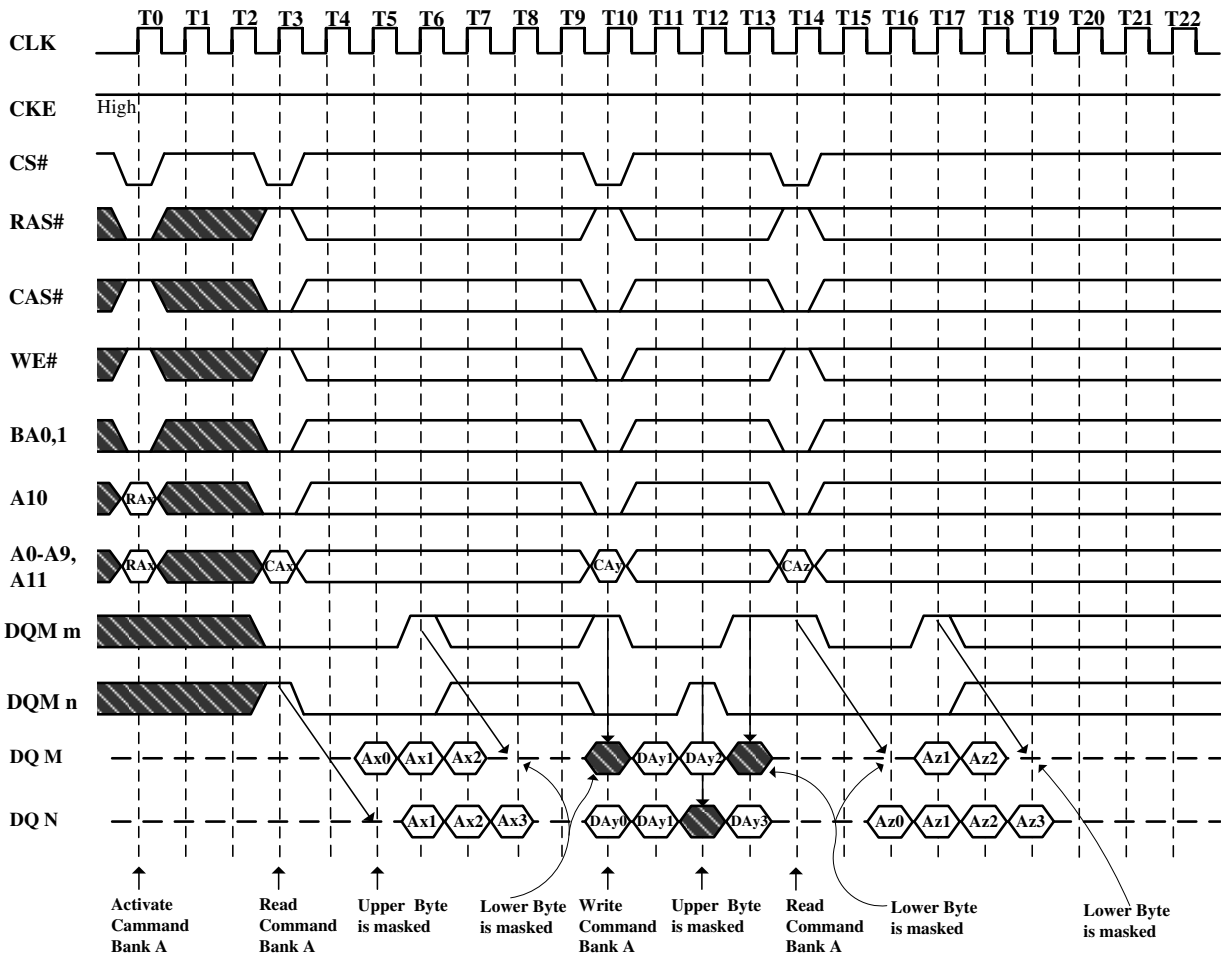 T0 T1 T2 T3 T4 T5 T6 T7 T8 T9 T10 T11 T12 T13 T14 T15 T16 T17 T18 T19 T20 T21 T22
CLK
CKE
High
CS#
RAS#
CAS#
WE#
BA0,1
A10
RAx
A0-A9,
A11
RAx CAx CAy CAz
DQM m
DQM n
DQ M
Ax0 Ax1 Ax2 DAy1 DAy2 Az1 Az2
DQ N
Ax1 Ax2 Ax3 DAy0 DAy1 DAy3 Az0 Az1 Az2 Az3
Activate
Cammand
Bank A
Read
Command
Bank A
Upper Byte
is masked
Lower Byte
is masked
Write
Command
Bank A
Upper Byte
is masked
Read
Command
Bank A
Lower Byte
is masked
Lower Byte
is masked